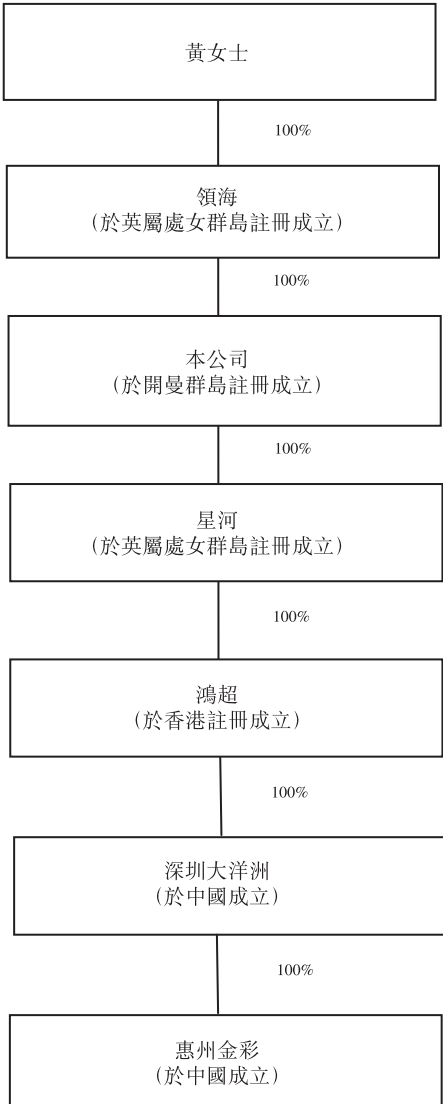 黃女士
100%
領海
（於英屬處女群島註冊成立）
100%
本公司
（於開曼群島註冊成立）
100%
星河
（於英屬處女群島註冊成立）
100%
鴻超
（於香港註冊成立）
100%
深圳大洋洲
（於中國成立）
100%
惠州金彩
（於中國成立）